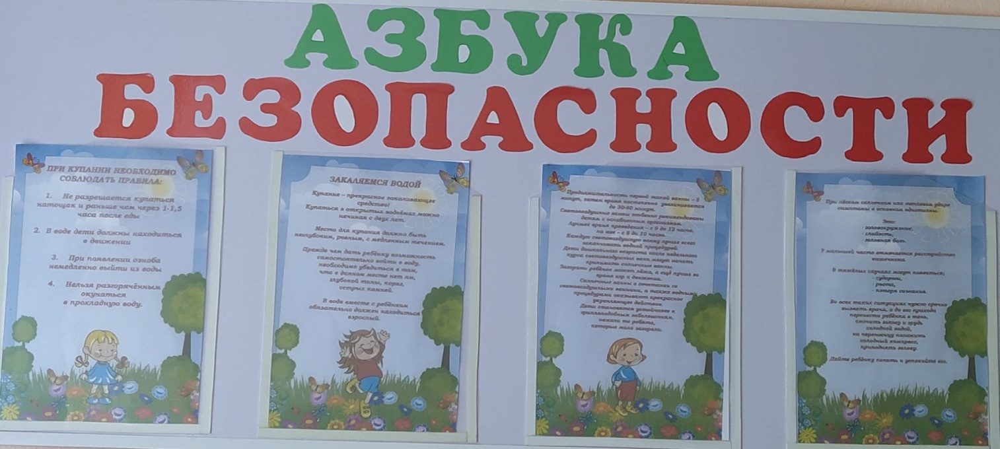 АЗБУКА
БЕЗОПАСНОСТИ
ПРИ КУПАНИИ НЕОБХОДИМО
СОБЛЮДАТЬ ПРАВИЛА:
1. Не разрешается купаться
натощак и раньше чем через 1-1,5
часа после еды
2. В воде дети должны находиться
в движении
3. При появлении озноба
немедленно выйти из воды
4. Нельзя разгорячённым
окунаться
в прохладную воду.
ЗАКАЛЯЕМСЯ ВОДОЙ
Купание – прекрасное закаливающее
средство!
Купаться в открытых водоёмах можно
начиная с двух лет.
Место для купания должно быть
неглубоким, ровным, с медленным течением.
Прежде чем дать ребёнку возможность
самостоятельно войти в воду,
необходимо убедиться в том,
что в данном месте нет ям,
глубокой тины, коряг,
острых камней.
В воде вместе с ребёнком
обязательно должен находиться
взрослый.
Продолжительность первой такой ванны – 5
минут, затем время постепенно увеличивается
до 30-40 минут.
Световоздушные ванны особенно рекомендованы
детям с ослабленным организмом.
Лучшее время проведения – с 9 до 12 часов,
на юге – с 8 до 10 часов.
Каждую световоздушную ванну лучше всего
заканчивать водной процедурой.
Дети дошкольного возраста после недельного
курса световоздушных ванн могут начать
принимать солнечные ванны.
Загорать ребёнок может лёжа, а ещё лучше во
время игр и движения.
Солнечные ванны в сочетании со
световоздушными ваннами, а также водными
процедурами оказывают прекрасное
укрепляющее действие.
Дети становятся устойчивее к
гриппоподобным заболеваниям,
нежели те ребята,
которые мало загорали.
При лёгком солнечном или тепловом ударе
симптомы в основном идентичны.
Это:
- головокружение,
- слабость,
- головная боль.
У малышей часто отмечается расстройство
кишечника.
В тяжёлых случаях могут появиться:
- судороги,
- рвота,
- потеря сознания.
Во всех таких ситуациях нужно срочно
вызвать врача, а до его прихода
перенести ребёнка в тень,
смочить голову и грудь
холодной водой,
на переносицу положить
холодный компресс,
приподнять голову.
Дайте ребёнку попить и успокойте его.